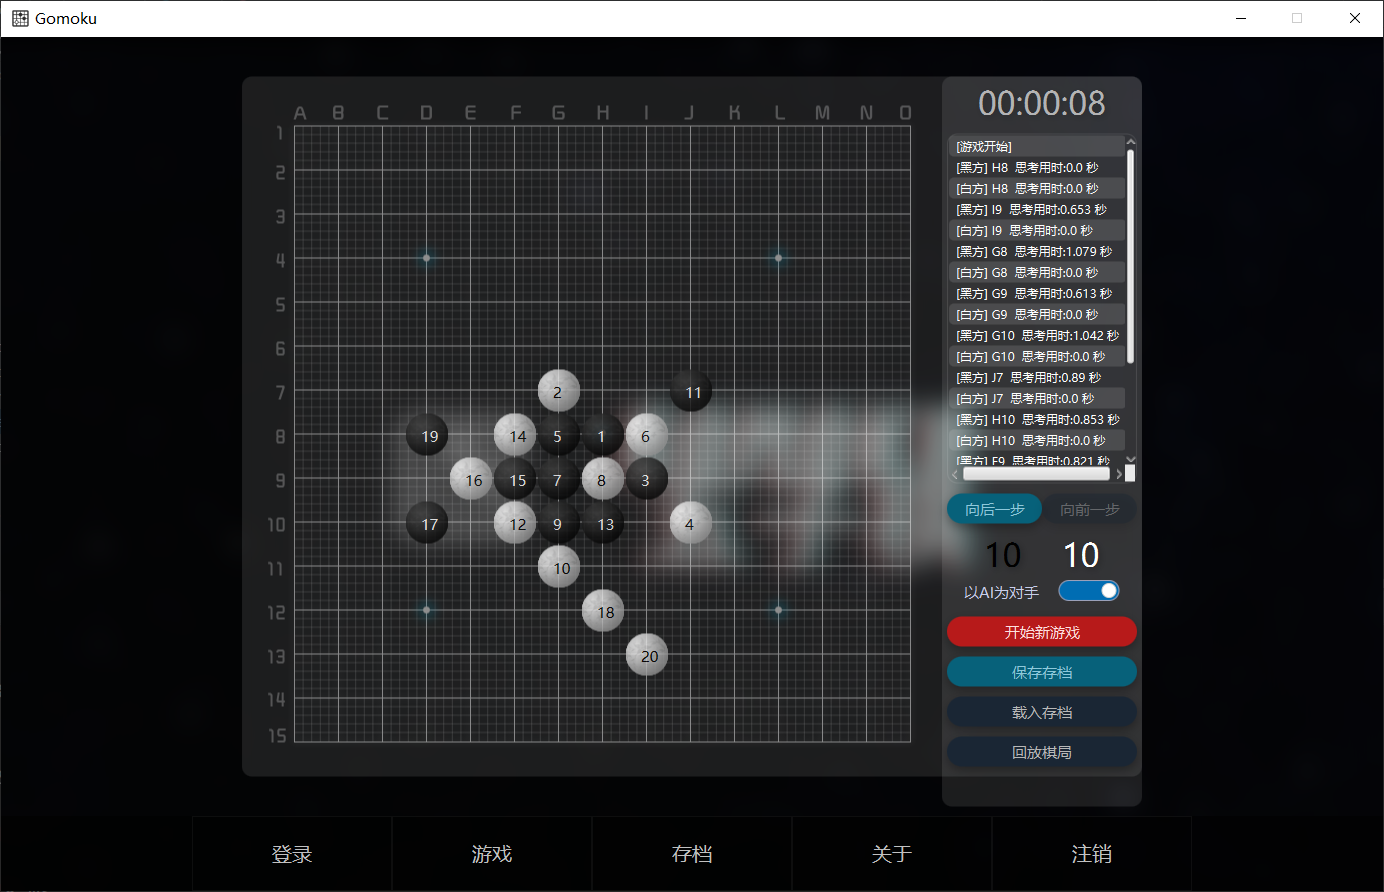 Gomoku
A B C D E F G H I J K L M N O
1
2
3
4
5
6
7
8
9
10
11
12
13
14
15
2 11
19 14 5 1 6
16 15 7 8 3
17 12 9 13 4
10
18
20
00:00:08
[游戏开始]
[黑方] H8 思考用时:0.0 秒
[白方] H8 思考用时:0.0 秒
[黑方] I9 思考用时:0.653 秒
[白方] I9 思考用时:0.0 秒
[黑方] G8 思考用时:1.079 秒
[白方] G8 思考用时:0.0 秒
[黑方] G9 思考用时:0.613 秒
[白方] G9 思考用时:0.0 秒
[黑方] G10 思考用时:1.042 秒
[白方] G10 思考用时:0.0 秒
[黑方] J7 思考用时:0.89 秒
[白方] J7 思考用时:0.0 秒
[黑方] H10 思考用时:0.853 秒
[白方] H10 思考用时:0.0 秒
[黑方] F9 思考用时:0.821 秒
向后一步 向前一步
10 10
以AI为对手
开始新游戏
保存存档
载入存档
回放棋局
登录 游戏 存档 关于 注销